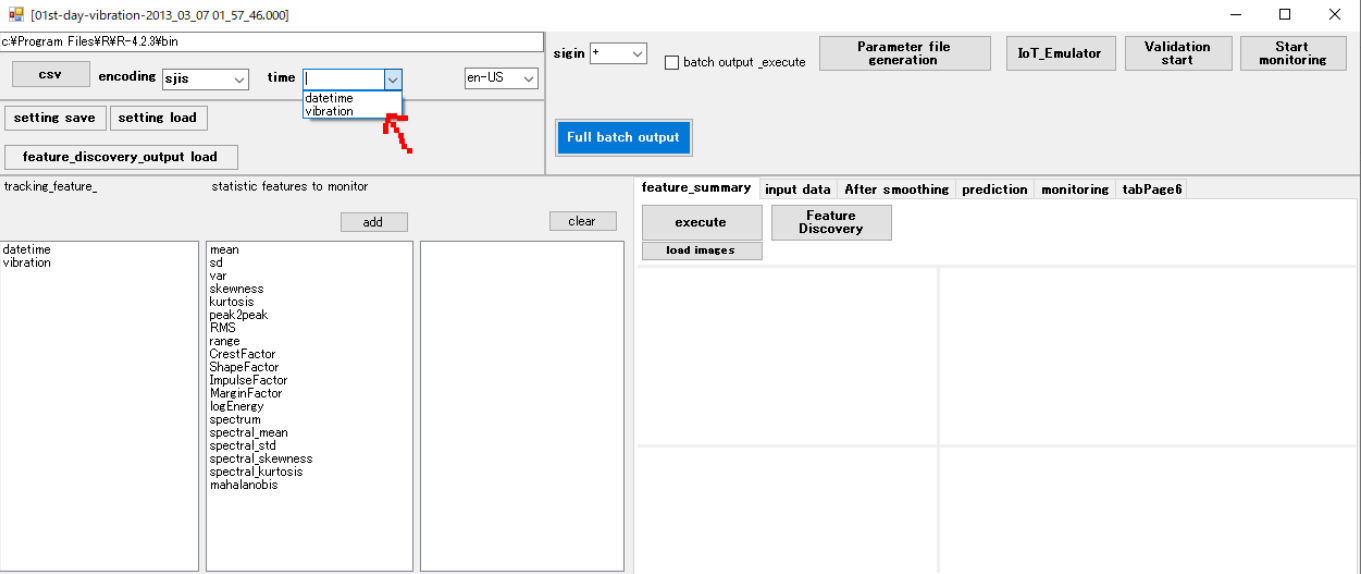 [01st-day-vibration-2013_03_07 01_57_46.000]
c:¥Program Files¥R¥R-4.2.3¥bin
csv encoding sjis time en-US
datetime
vibration
setting save setting load
feature_discovery_output load
sigin + batch output _execute
Parameter file
generation
IoT_Emulator
Validation
start
Start
monitoring
Full batch output
tracking_feature_ statistic features to monitor
add clear
datetime
vibration
mean
sd
var
skewness
kurtosis
peak2peak
RMS
range
CrestFactor
ShapeFactor
ImpulseFactor
MarginFactor
logEnergy
spectrum
spectral_mean
spectral_std
spectral_skewness
spectral_kurtosis
mahalanobis
feature_summary input data After smoothing prediction monitoring tabPage6
execute
Feature
Discovery
load images